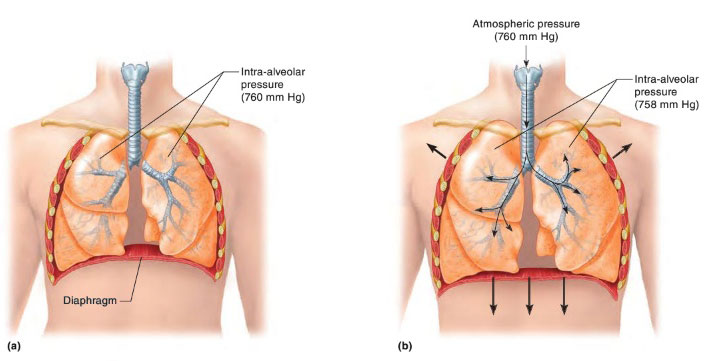 Intra-alveolar
pressure
(760 mm Hg)
Diaphragm
(a)
Atmospheric pressure
(760 mm Hg)
Intra-alveolar
pressure
(758 mm Hg)
(b)